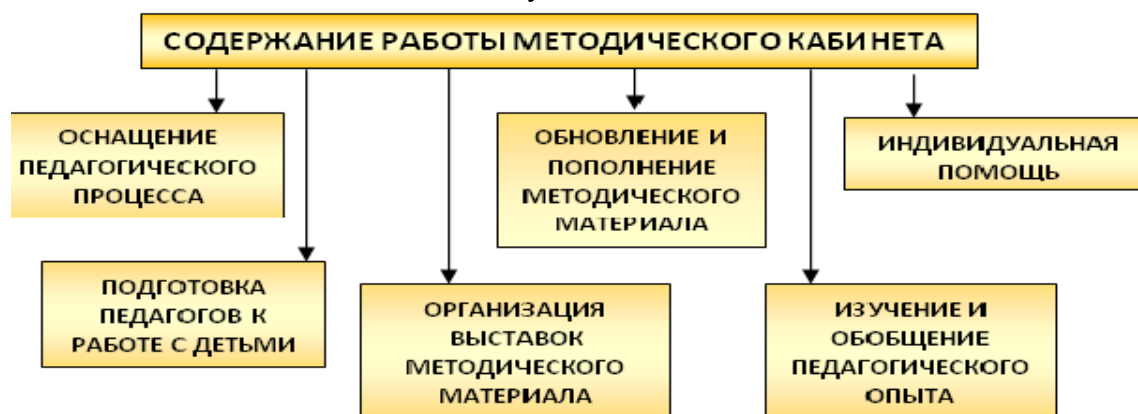 СОДЕРЖАНИЕ РАБОТЫ МЕТОДИЧЕСКОГО КАБИНЕТА
ОСНАЩЕНИЕ
ПЕДАГОГИЧЕСКОГО
ПРОЦЕССА
ОБНОВЛЕНИЕ И
ПОПОЛНЕНИЕ
МЕТОДИЧЕСКОГО
МАТЕРИАЛА
ИНДИВИДУАЛЬНАЯ
ПОМОЩЬ
ПОДГОТОВКА
ПЕДАГОГОВ К
РАБОТЕ С ДЕТЬМИ
ОРГАНИЗАЦИЯ
ВЫСТАВОК
МЕТОДИЧЕСКОГО
МАТЕРИАЛА
ИЗУЧЕНИЕ И
ОБОБЩЕНИЕ
ПЕДАГОГИЧЕСКОГО
ОПЫТА